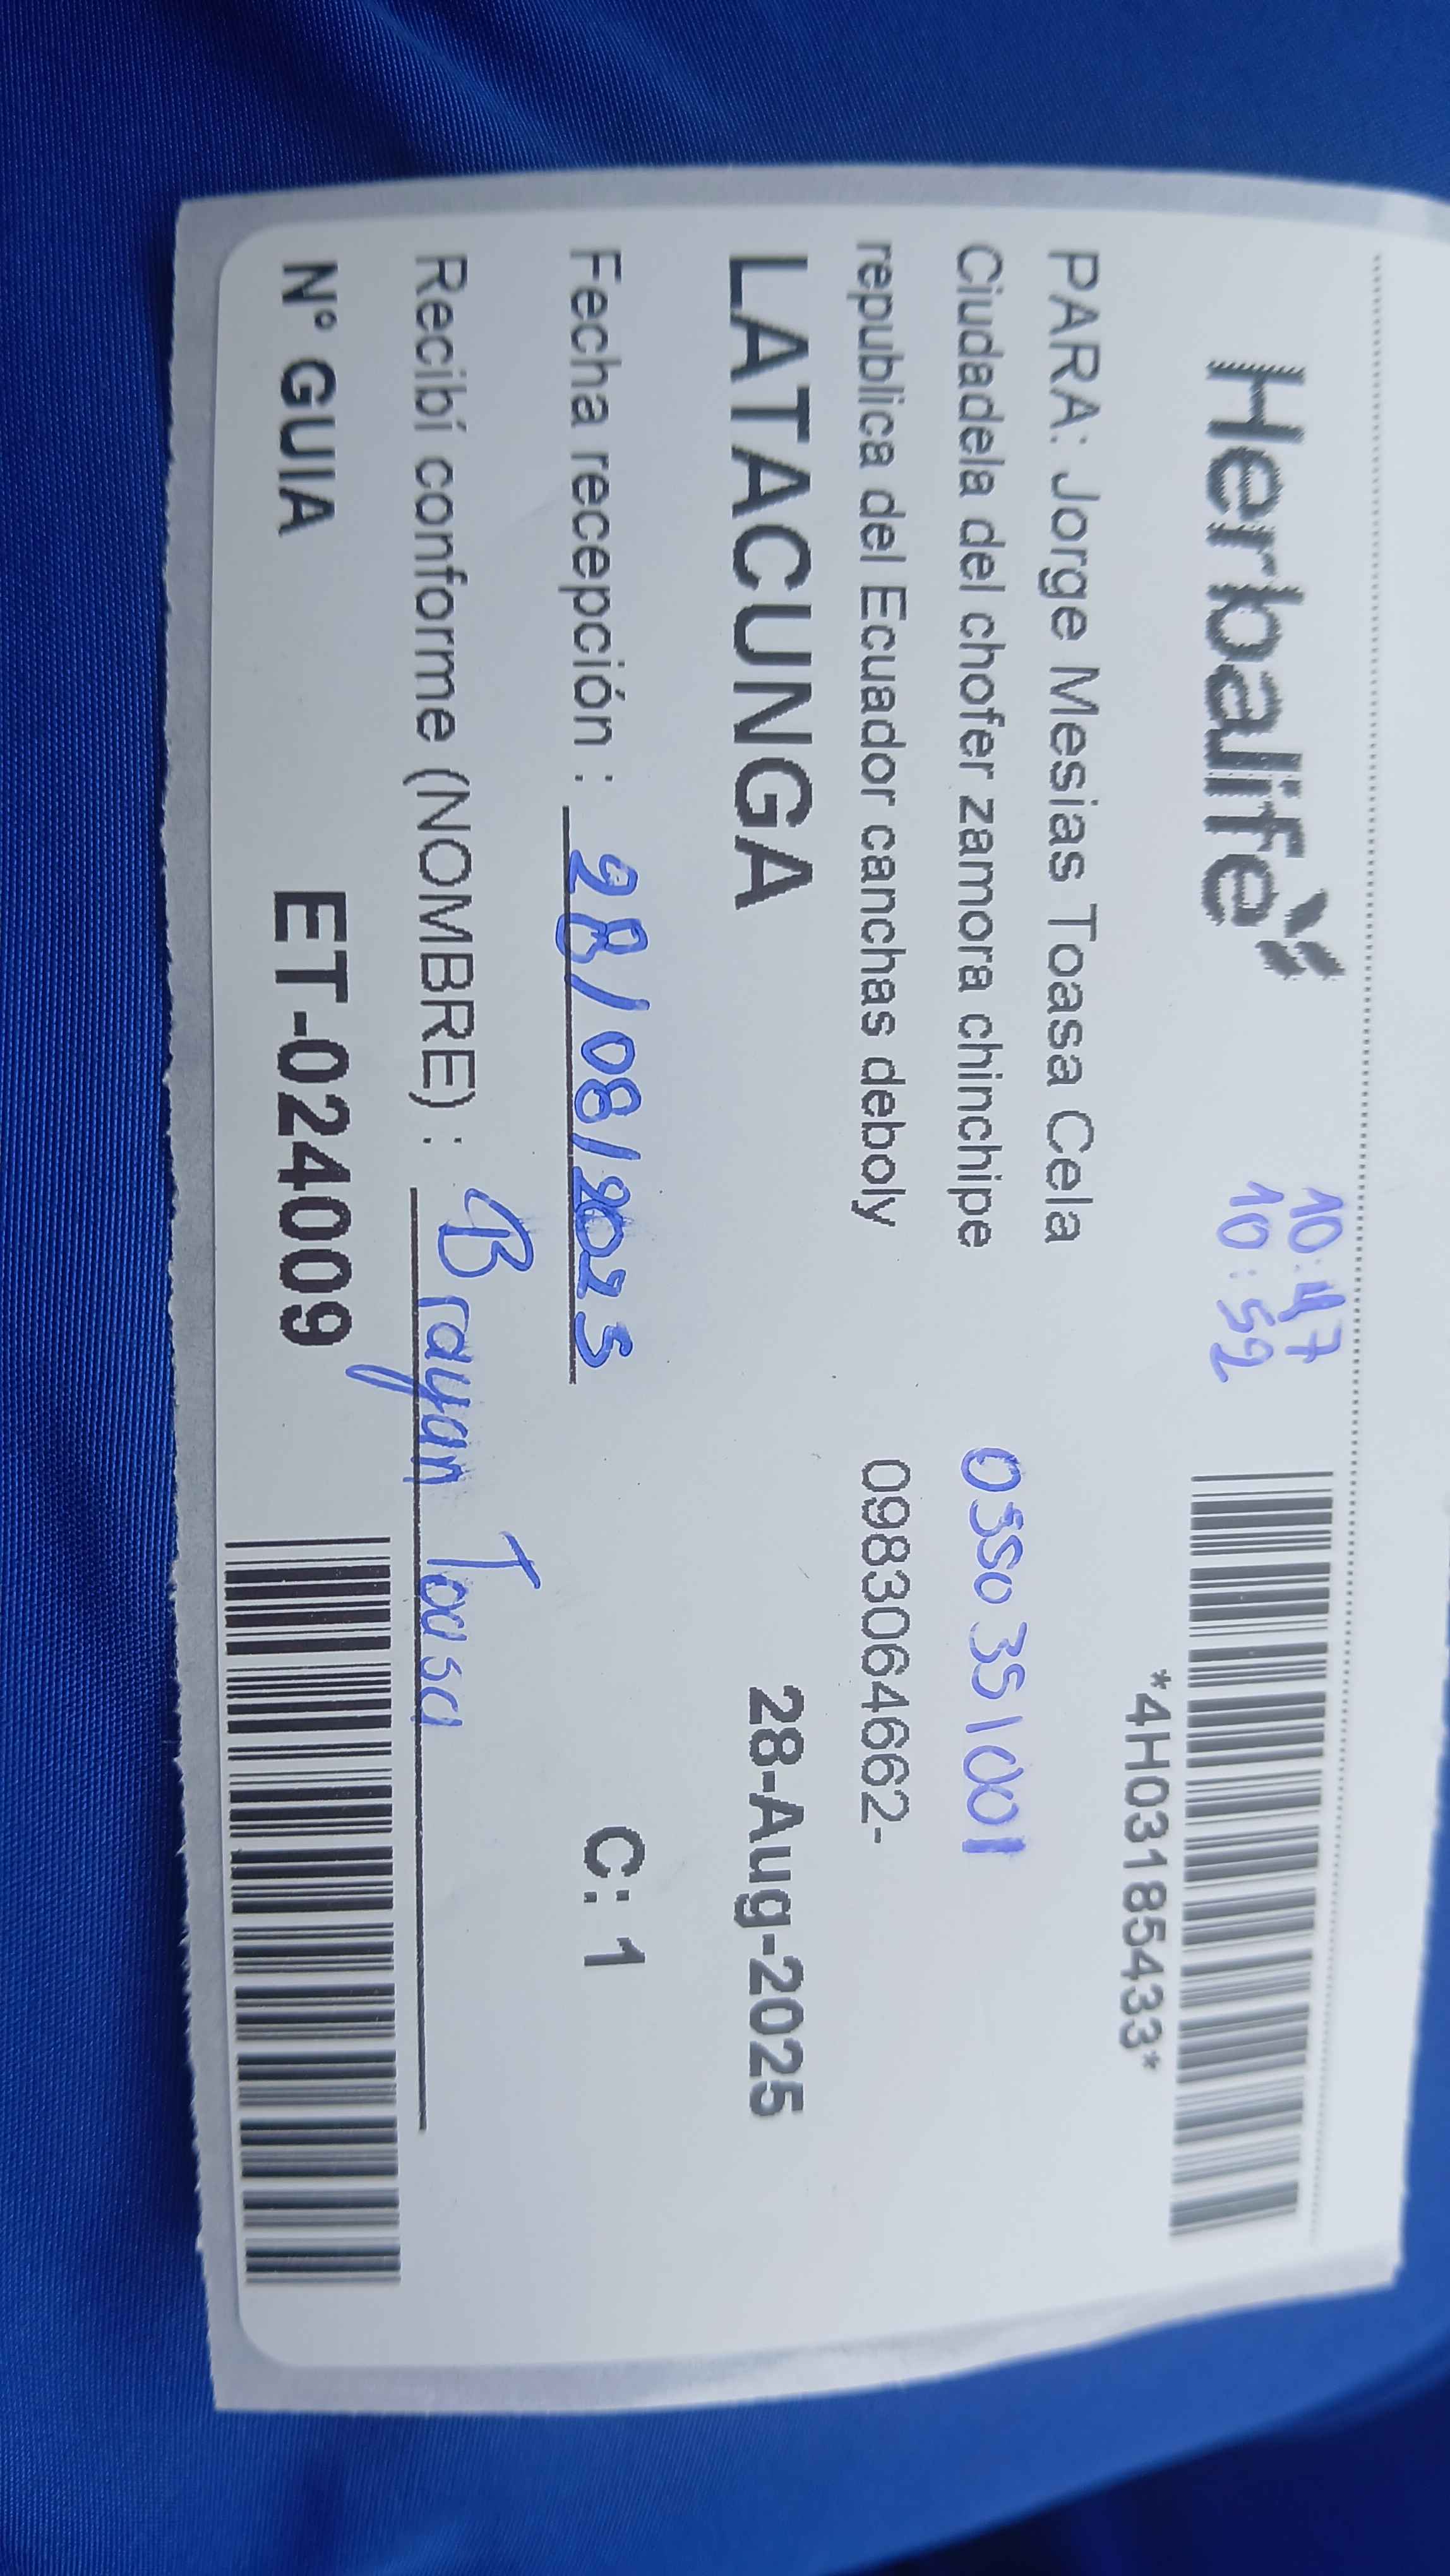 Herbalife
10:47
10:52
*4H03185433*
PARA: Jorge Mesias Toasa Cela
Ciudadela del chofer zamora chinchipe
0550351001
republica del Ecuador canchas deboly
0983064662-
LATACUNGA
28-Aug-2025
Fecha recepción : 28/08/2025
C: 1
Recibí conforme (NOMBRE) : Brayan Toasa
N° GUIA
ET-024009